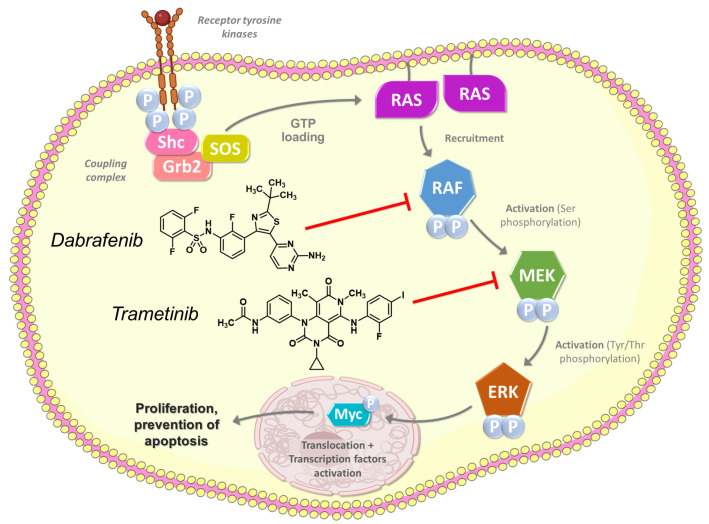 Receptor tyrosine
kinases
P
P
P
P
Shc
Grb2
SOS
Coupling
complex
GTP
loading
RAS
RAS
Recruitment
RAF
P
P
Activation (Ser
phosphorylation)
Dabrafenib
F
F
S
O
O
H
N
F
N
S
CH3
H3C
CH3
N
N
NH2
MEK
P
P
Trametinib
H3C
O
CH3
N
I
O
H3C
N
H
N
O
N
O
N
H
F
Activation (Tyr/Thr
phosphorylation)
ERK
P
P
Myc
P
Translocation +
Transcription factors
activation
Proliferation,
prevention of
apoptosis